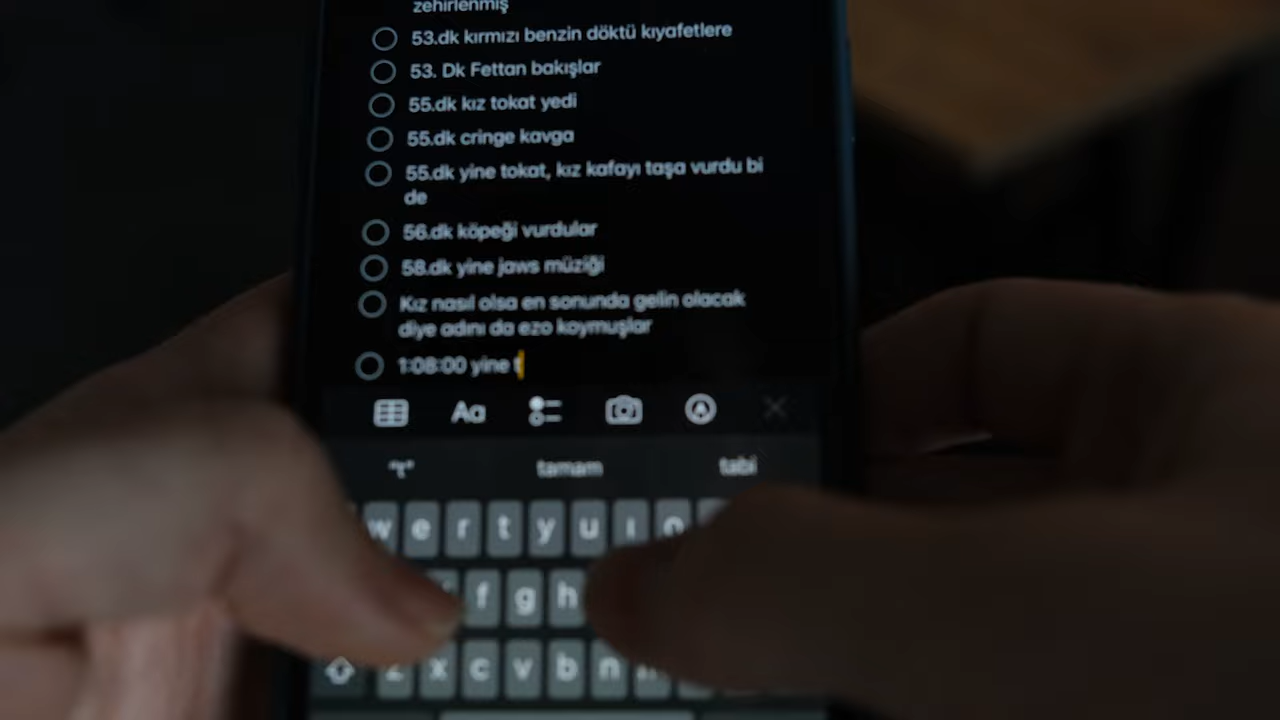 zehirlenmiş
53.dk kırmızı benzin döktü kıyafetlere
53. Dk Fettan bakışlar
55.dk kız tokat yedi
55.dk cringe kavga
55.dk yine tokat, kız kafayı taşa vurdu bi
de
56.dk köpeği vurdular
58.dk yine jaws müziği
Kız nasıl olsa en sonunda gelin olacak
diye adını da ezo koymuşlar
1:08:00 yine t
Aa
"t" tamam tabi
w e r t y u ı o
f g h
z x c v b n m